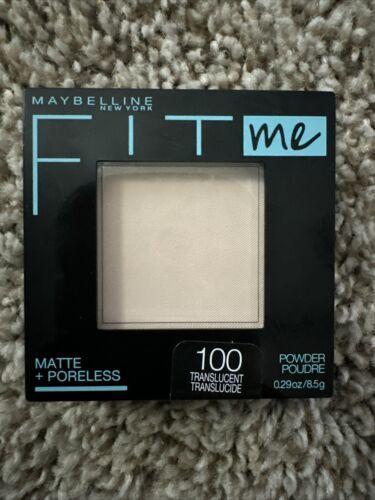 MAYBELLINE
NEW YORK
FIT me
MATTE
+ PORELESS
100
TRANSLUCENT
TRANSLUCIDE
POWDER
POUDRE
0.29oz/8.5g